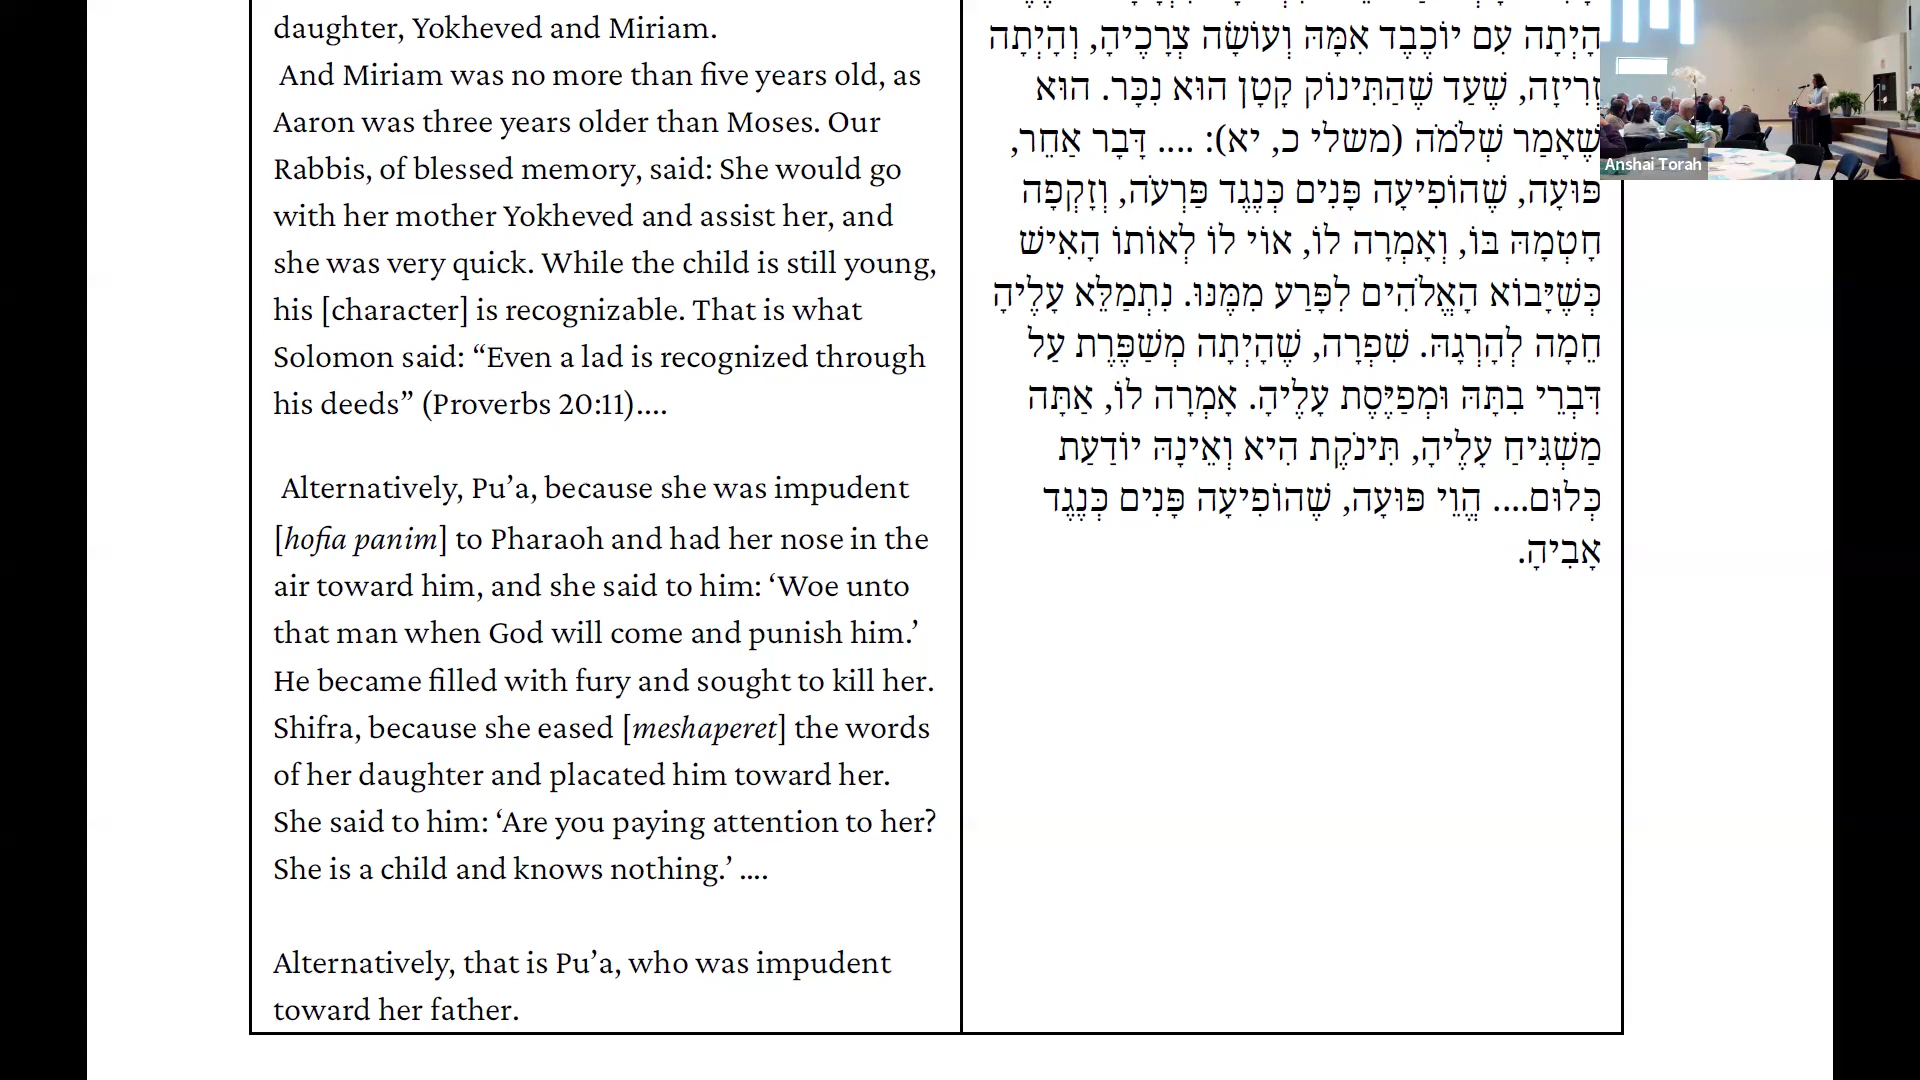 daughter, Yokheved and Miriam.
And Miriam was no more than five years old, as
Aaron was three years older than Moses. Our
Rabbis, of blessed memory, said: She would go
with her mother Yokheved and assist her, and
she was very quick. While the child is still young,
his [character] is recognizable. That is what
Solomon said: “Even a lad is recognized through
his deeds” (Proverbs 20:11)....
Alternatively, Pu’a, because she was impudent
[hofia panim] to Pharaoh and had her nose in the
air toward him, and she said to him: ‘Woe unto
that man when God will come and punish him.’
He became filled with fury and sought to kill her.
Shifra, because she eased [meshaperet] the words
of her daughter and placated him toward her.
She said to him: ‘Are you paying attention to her?
She is a child and knows nothing.’ ....
Alternatively, that is Pu’a, who was impudent
toward her father.
הָיְתָה עִם יוֹכֶבֶד אִמָּהּ וְעוֹשָׂה צְרָכֶיהָ, וְהָיְתָה
זְרִיזָה, שֶׁעַד שֶׁהַתִּינוֹק קָטָן הוּא נִכָּר. הוּא
שֶׁאָמַר שְׁלֹמֹה (משלי כ, יא): .... דָּבָר אַחֵר,
פּוּעָה, שֶׁהוֹפִיעָה פָּנִים כְּנֶגֶד פַּרְעֹה, וְזָקְפָה
חָטְמָהּ בּוֹ, וְאָמְרָה לוֹ, אוֹי לוֹ לְאוֹתוֹ הָאִישׁ
כְּשֶׁיָּבוֹא הָאֱלֹהִים לִפָּרַע מִמֶּנּוּ. נִתְמַלֵּא עָלֶיהָ
חֵמָה לְהָרְגָהּ. שִׁפְרָה, שֶׁהָיְתָה מְשַׁפֶּרֶת עַל
דִּבְרֵי בִתָּהּ וּמְפַיֶּסֶת עָלֶיהָ. אָמְרָה לוֹ, אַתָּה
מַשְׁגִּיחַ עָלֶיהָ, תִּינֹקֶת הִיא וְאֵינָהּ יוֹדַעַת
כְּלוּם.... הֱוֵי פּוּעָה, שֶׁהוֹפִיעָה פָּנִים כְּנֶגֶד
אָבִיהָ.
Anshai Torah